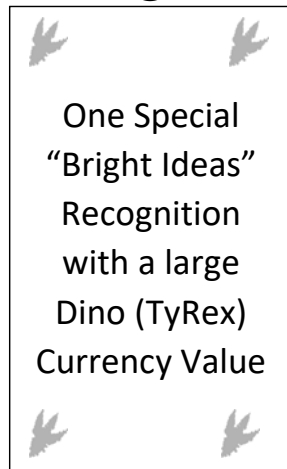 One Special
“Bright Ideas”
Recognition
with a large
Dino (TyRex)
Currency Value